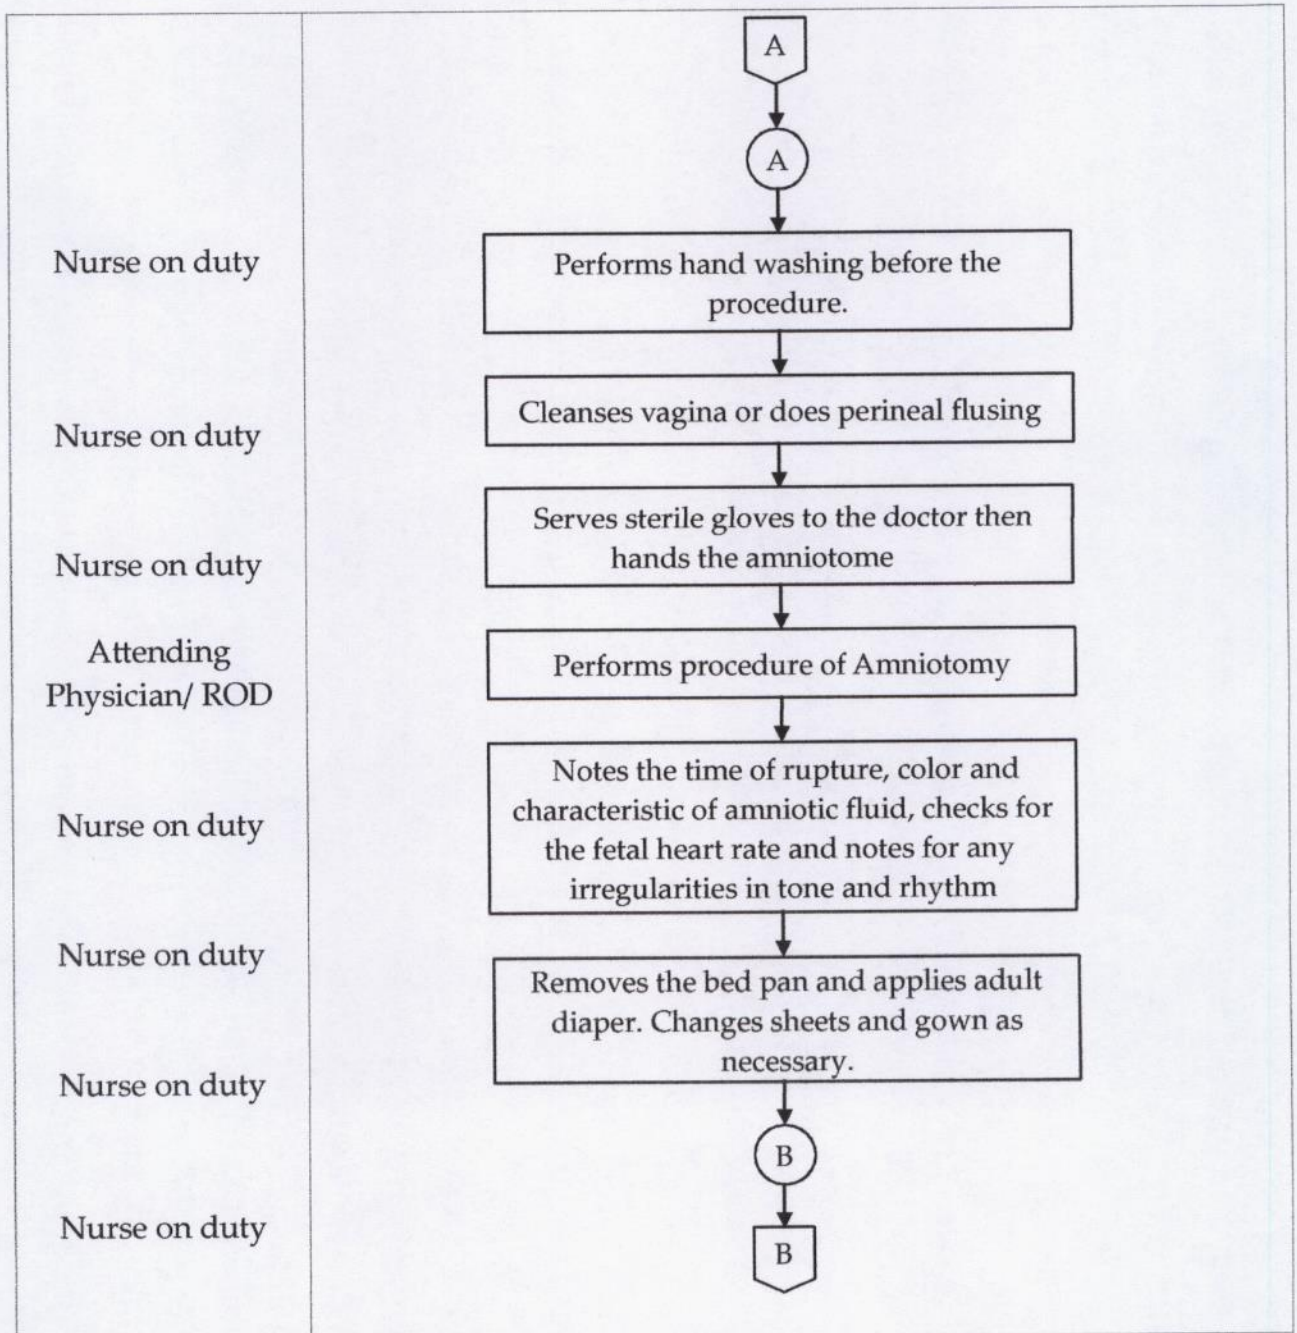 A
A
Nurse on duty
Performs hand washing before the
procedure.
Nurse on duty
Cleanses vagina or does perineal flusing
Nurse on duty
Serves sterile gloves to the doctor then
hands the amniotome
Attending
Physician/ ROD
Performs procedure of Amniotomy
Nurse on duty
Notes the time of rupture, color and
characteristic of amniotic fluid, checks for
the fetal heart rate and notes for any
irregularities in tone and rhythm
Nurse on duty
Removes the bed pan and applies adult
diaper. Changes sheets and gown as
necessary.
Nurse on duty
B
Nurse on duty
B